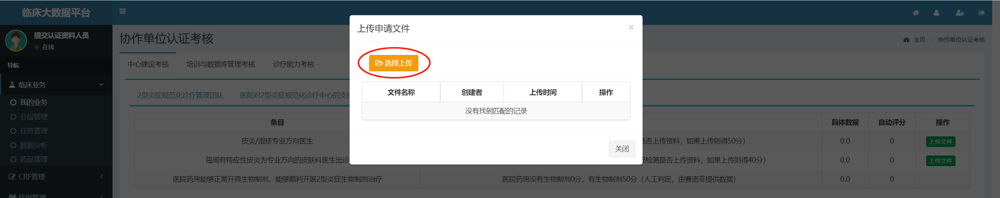 临床大数据平台
提交认证资料人员
在线
导航
临床业务
我的业务
分层管理
任务管理
数据分析
药品管理
CRF管理
病例管理
协作单位认证考核
主页 > 协作单位认证考核
中心建设考核 培训与数据库管理考核 诊疗能力考核
2型炎症规范化诊疗管理团队 医院对2型炎症规范化诊疗中心的支持
条目 具体数据 自动评分 操作
皮炎/湿疹专业方向医生 是否上传资料，如果上传则得50分） 0.0 0 上传文件
每周有特应性皮炎为专业方向的皮肤科医生出诊 检测是否上传资料，如果上传则得40分） 0.0 0 上传文件
医院药房能够正常开具生物制剂，能够顺利开展2型炎症生物制剂治疗 医院药房没有生物制剂0分，有生物制剂50分（人工判定，由赛诺菲提供数据） 0.0 0
上传申请文件 ×
选择上传
文件名称 创建者 上传时间 操作
没有找到匹配的记录
关闭